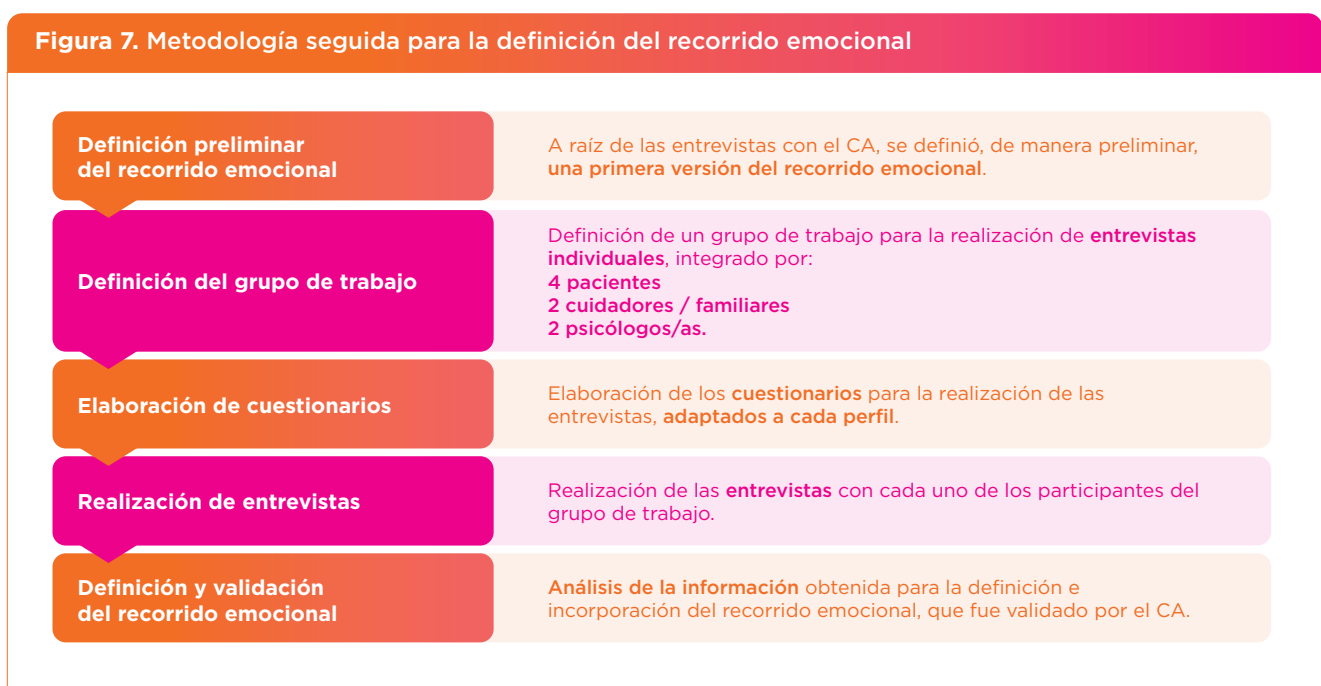 Figura 7. Metodología seguida para la definición del recorrido emocional
Definición preliminar
del recorrido emocional
A raíz de las entrevistas con el CA, se definió, de manera preliminar,
una primera versión del recorrido emocional.
Definición del grupo de trabajo
Definición de un grupo de trabajo para la realización de entrevistas
individuales, integrado por:
4 pacientes
2 cuidadores / familiares
2 psicólogos/as.
Elaboración de cuestionarios
Elaboración de los cuestionarios para la realización de las
entrevistas, adaptados a cada perfil.
Realización de entrevistas
Realización de las entrevistas con cada uno de los participantes del
grupo de trabajo.
Definición y validación
del recorrido emocional
Análisis de la información obtenida para la definición e
incorporación del recorrido emocional, que fue validado por el CA.